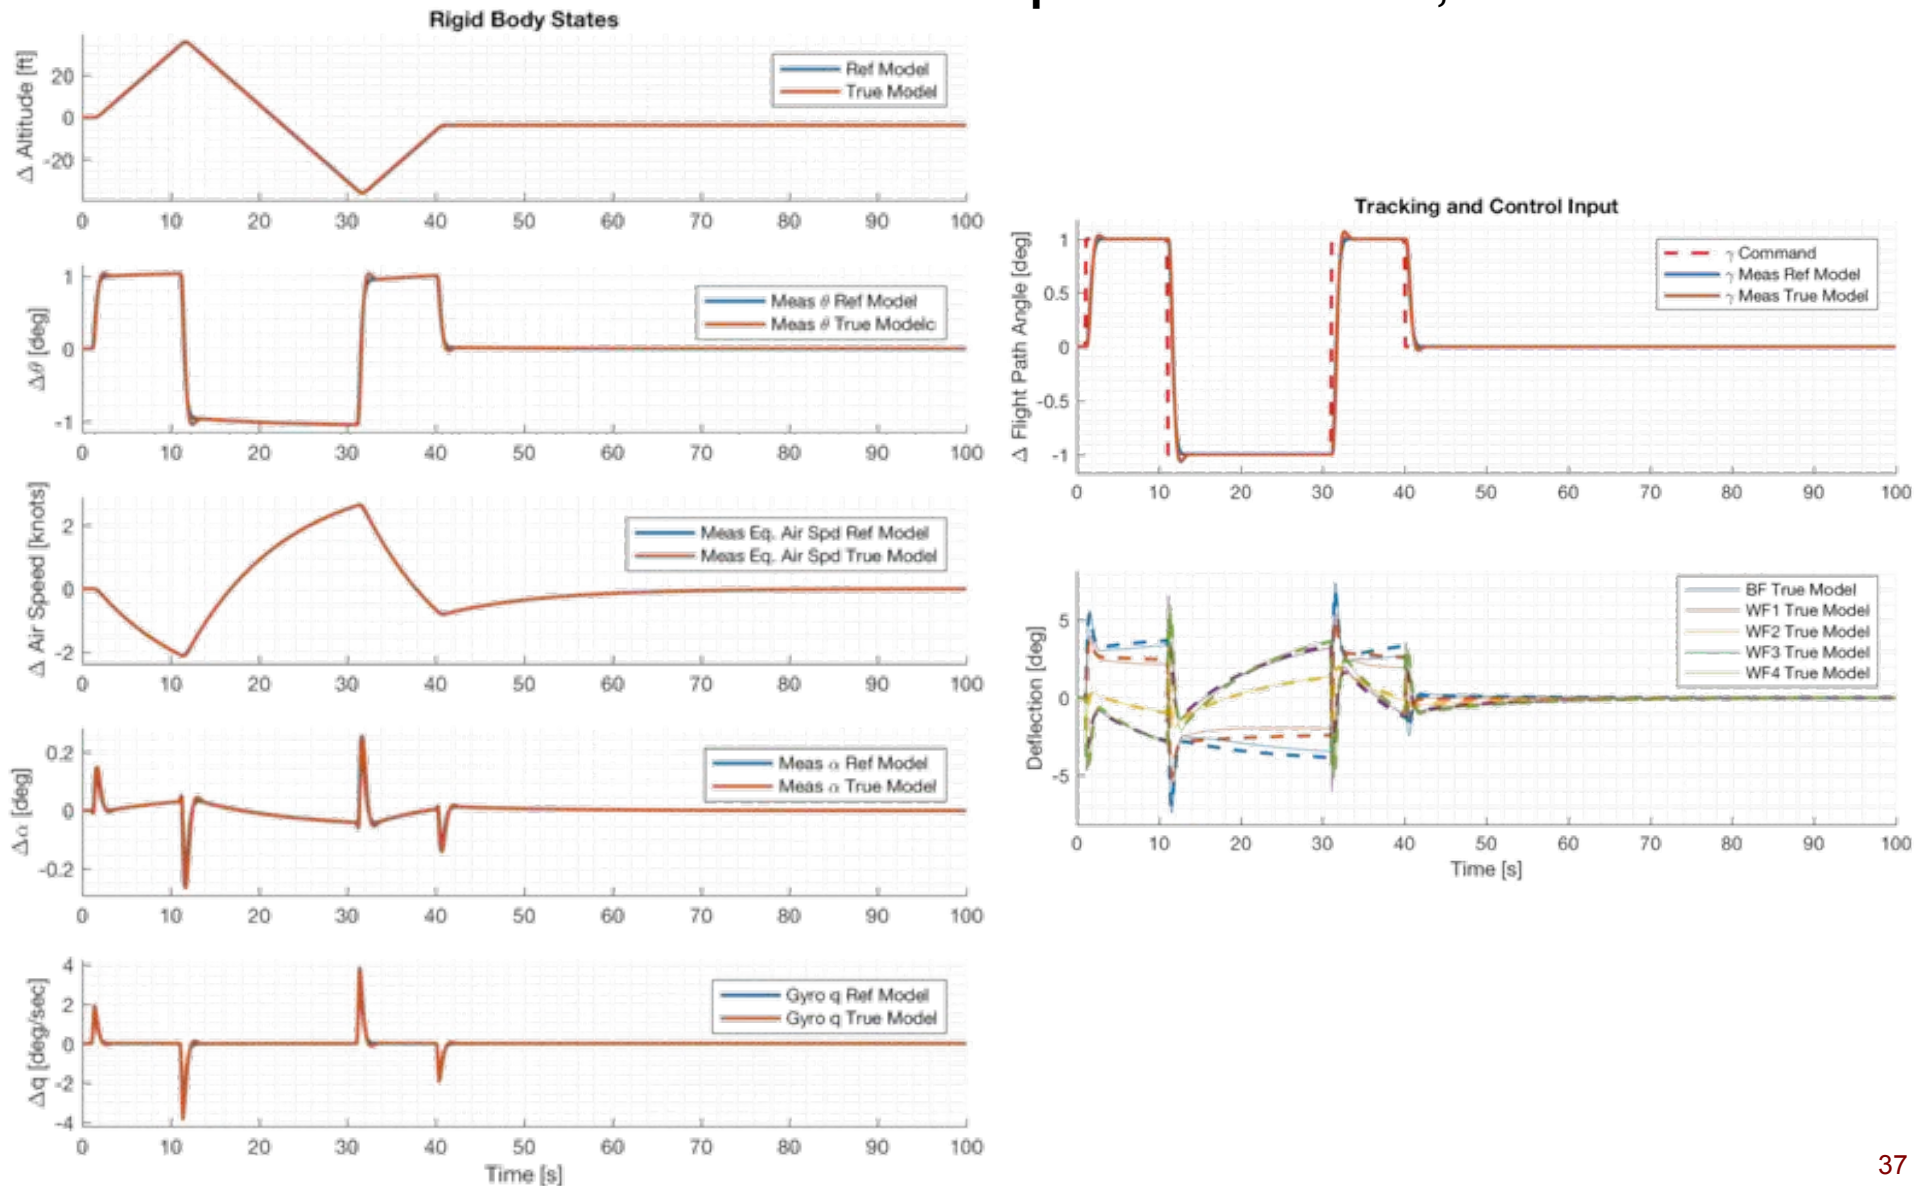 Rigid Body States
Δ Altitude [ft]
20
0
-20
Ref Model
True Model
0 10 20 30 40 50 60 70 80 90 100
Δθ [deg]
1
0
-1
Meas θ Ref Model
Meas θ True Modelc
0 10 20 30 40 50 60 70 80 90 100
Δ Air Speed [knots]
2
0
-2
Meas Eq. Air Spd Ref Model
Meas Eq. Air Spd True Model
0 10 20 30 40 50 60 70 80 90 100
Δα [deg]
0.2
0
-0.2
Meas α Ref Model
Meas α True Model
0 10 20 30 40 50 60 70 80 90 100
Δq [deg/sec]
4
2
0
-2
-4
Gyro q Ref Model
Gyro q True Model
0 10 20 30 40 50 60 70 80 90 100
Time [s]
Tracking and Control Input
Δ Flight Path Angle [deg]
1
0.5
0
-0.5
-1
γ Command
γ Meas Ref Model
γ Meas True Model
0 10 20 30 40 50 60 70 80 90 100
Deflection [deg]
5
0
-5
BF True Model
WF1 True Model
WF2 True Model
WF3 True Model
WF4 True Model
0 10 20 30 40 50 60 70 80 90 100
Time [s]
37